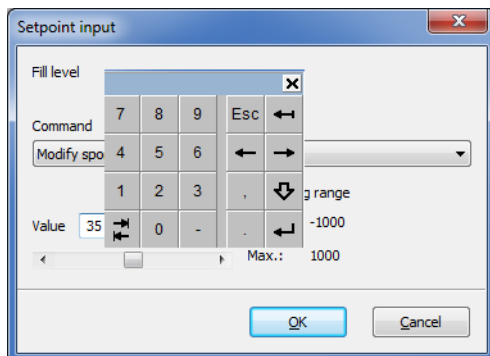 Setpoint input
Fill level
7 8 9 Esc
Command
Modify spo 4 5 6
1 2 3 , g range
Value 35 0 - . -1000
Max.: 1000
OK Cancel